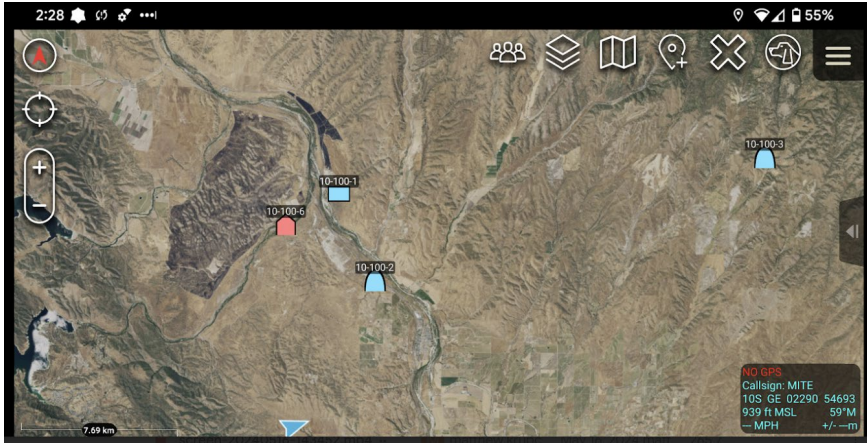 2:28 55%
10-100-3
10-100-1
10-100-6
10-100-2
NO GPS
Callsign: MITE
10S GE 02290 54693
939 ft MSL 59°M
--- MPH +/- ---m
7.69 km